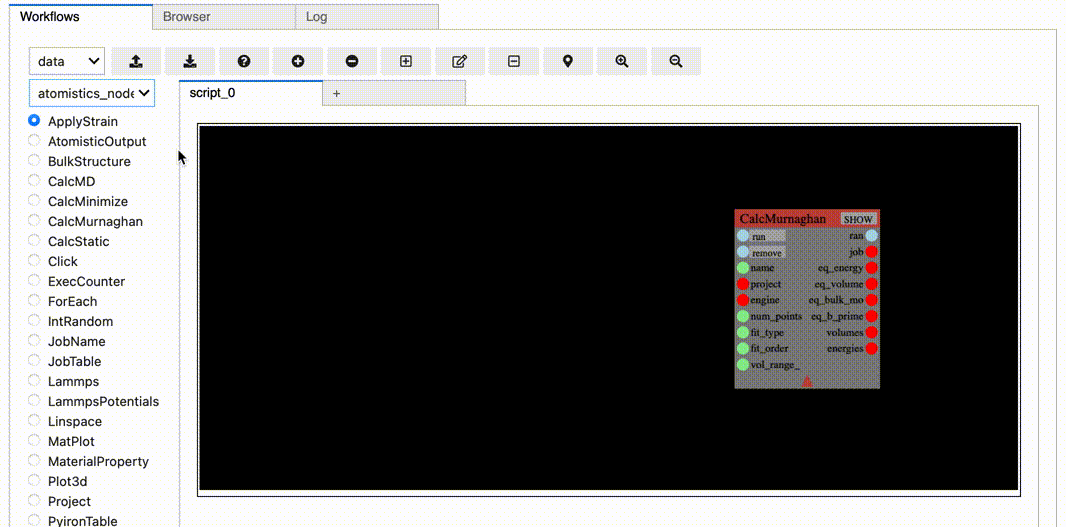 Workflows Browser Log
data
atomistics_node
script_0 +
ApplyStrain
AtomisticOutput
BulkStructure
CalcMD
CalcMinimize
CalcMurnaghan
CalcStatic
Click
ExecCounter
ForEach
IntRandom
JobName
JobTable
Lammps
LammpsPotentials
Linspace
MatPlot
MaterialProperty
Plot3d
Project
PyironTable
CalcMurnaghan SHOW
run ran
remove job
name eq_energy
project eq_volume
engine eq_bulk_mo
num_points eq_b_prime
fit_type volumes
fit_order energies
vol_range_